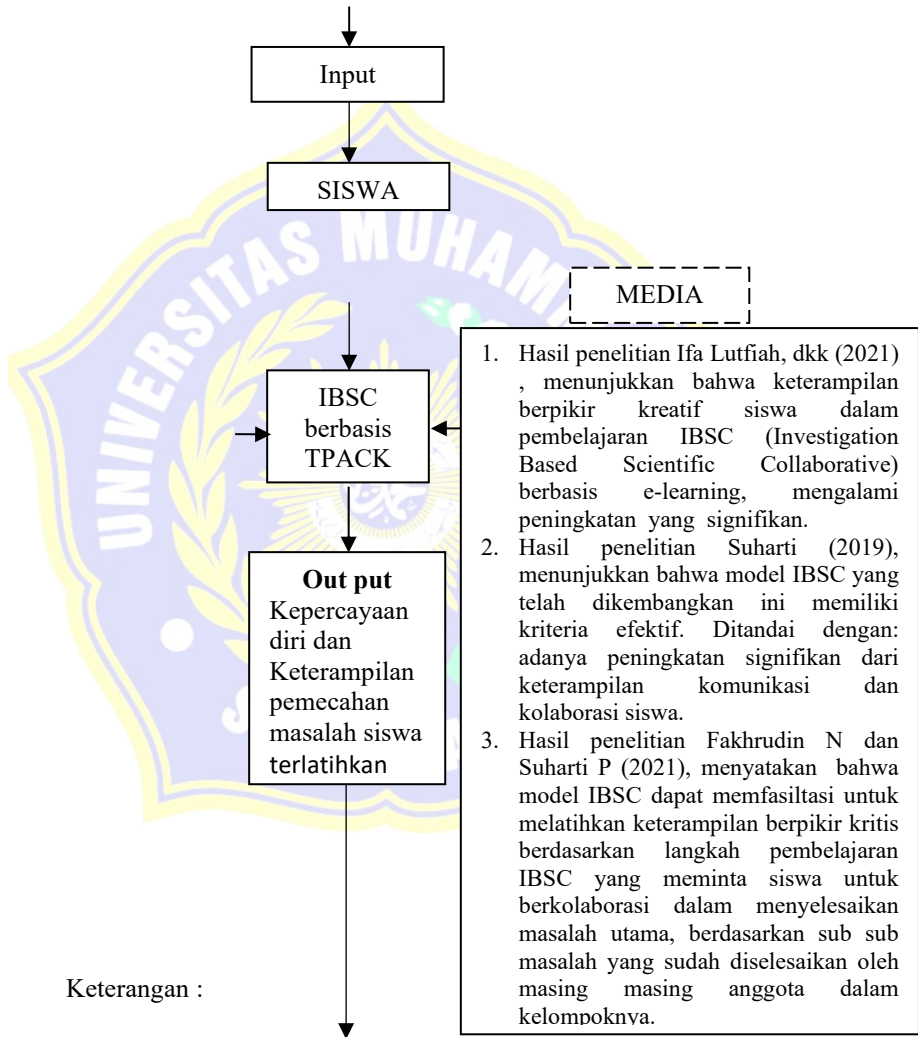 Input
SISWA
UNIVERSITAS MUHAM
MEDIA
IBSC
berbasis
TPACK
Out put
Kepercayaan
diri dan
Keterampilan
pemecahan
masalah siswa
terlatihkan
1. Hasil penelitian Ifa Lutfiah, dkk (2021)
, menunjukkan bahwa keterampilan
berpikir kreatif siswa dalam
pembelajaran IBSC (Investigation
Based Scientific Collaborative)
berbasis e-learning, mengalami
peningkatan yang signifikan.
2. Hasil penelitian Suharti (2019),
menunjukkan bahwa model IBSC yang
telah dikembangkan ini memiliki
kriteria efektif. Ditandai dengan:
adanya peningkatan signifikan dari
keterampilan komunikasi dan
kolaborasi siswa.
3. Hasil penelitian Fakhrudin N dan
Suharti P (2021), menyatakan bahwa
model IBSC dapat memfasiltasi untuk
melatihkan keterampilan berpikir kritis
berdasarkan langkah pembelajaran
IBSC yang meminta siswa untuk
berkolaborasi dalam menyelesaikan
masalah utama, berdasarkan sub sub
masalah yang sudah diselesaikan oleh
masing masing anggota dalam
kelompoknya.
Keterangan :